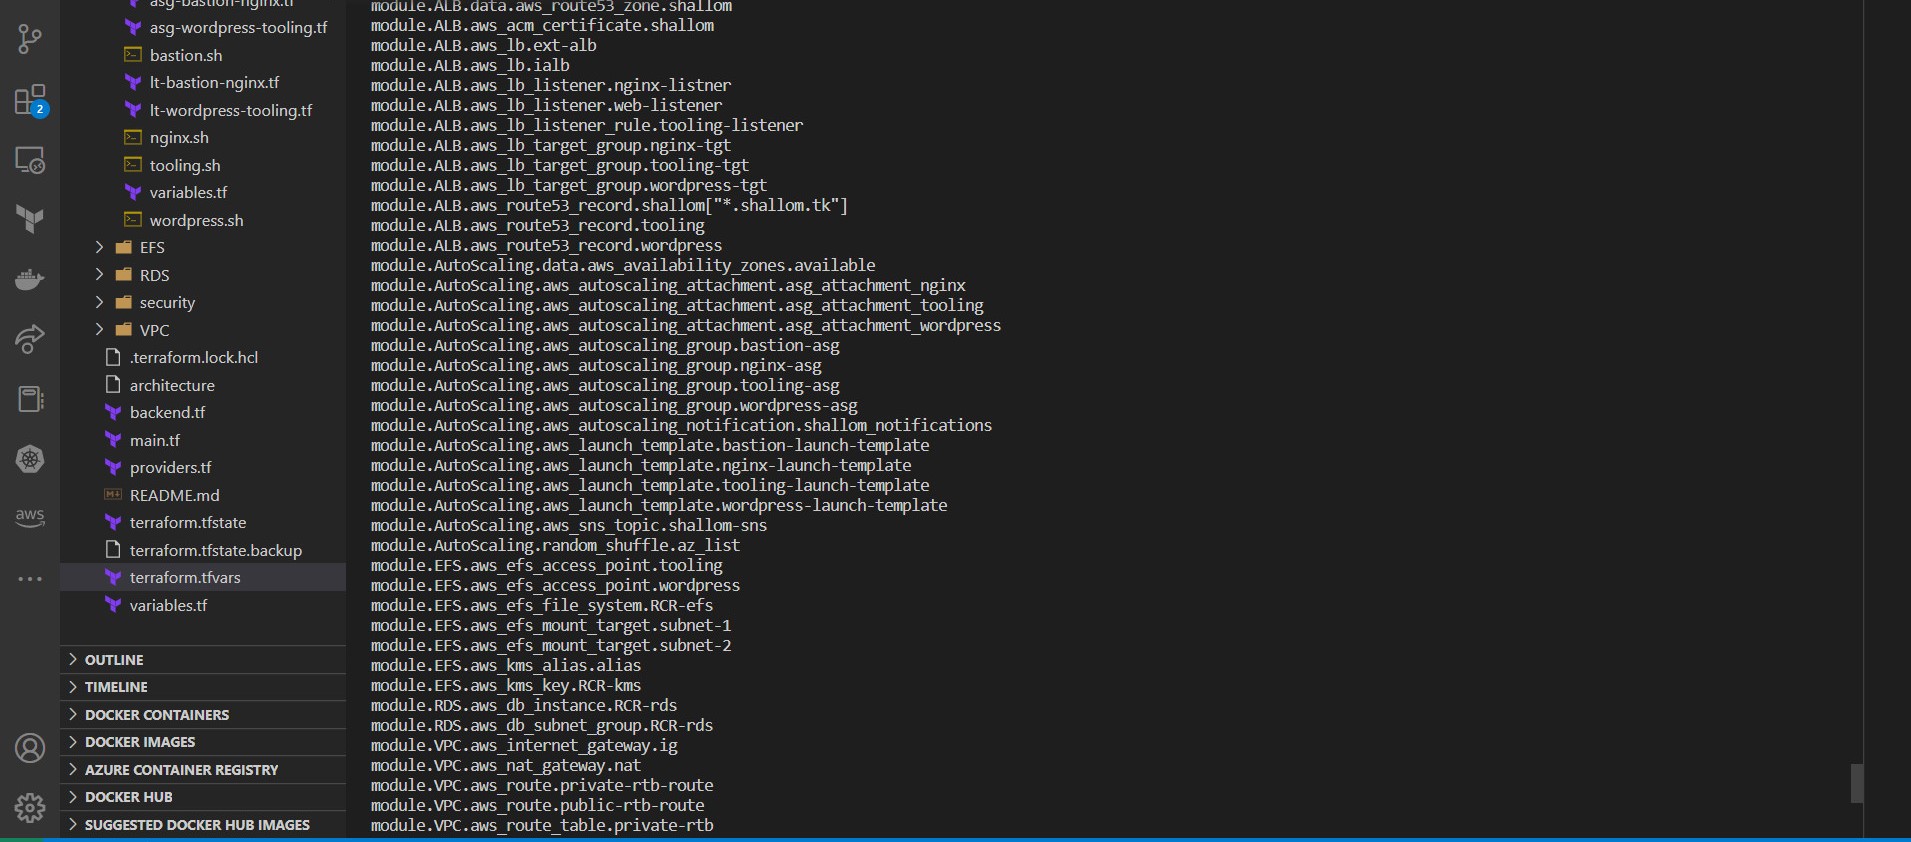 asg-bastion-nginx.tf
asg-wordpress-tooling.tf
bastion.sh
lt-bastion-nginx.tf
lt-wordpress-tooling.tf
nginx.sh
tooling.sh
variables.tf
wordpress.sh
EFS
RDS
security
VPC
.terraform.lock.hcl
architecture
backend.tf
main.tf
providers.tf
README.md
terraform.tfstate
terraform.tfstate.backup
terraform.tfvars
variables.tf
OUTLINE
TIMELINE
DOCKER CONTAINERS
DOCKER IMAGES
AZURE CONTAINER REGISTRY
DOCKER HUB
SUGGESTED DOCKER HUB IMAGES
2
aws
module.ALB.data.aws_route53_zone.shallom
module.ALB.aws_acm_certificate.shallom
module.ALB.aws_lb.ext-alb
module.ALB.aws_lb.ialb
module.ALB.aws_lb_listener.nginx-listner
module.ALB.aws_lb_listener.web-listener
module.ALB.aws_lb_listener_rule.tooling-listener
module.ALB.aws_lb_target_group.nginx-tgt
module.ALB.aws_lb_target_group.tooling-tgt
module.ALB.aws_lb_target_group.wordpress-tgt
module.ALB.aws_route53_record.shallom["*.shallom.tk"]
module.ALB.aws_route53_record.tooling
module.ALB.aws_route53_record.wordpress
module.AutoScaling.data.aws_availability_zones.available
module.AutoScaling.aws_autoscaling_attachment.asg_attachment_nginx
module.AutoScaling.aws_autoscaling_attachment.asg_attachment_tooling
module.AutoScaling.aws_autoscaling_attachment.asg_attachment_wordpress
module.AutoScaling.aws_autoscaling_group.bastion-asg
module.AutoScaling.aws_autoscaling_group.nginx-asg
module.AutoScaling.aws_autoscaling_group.tooling-asg
module.AutoScaling.aws_autoscaling_group.wordpress-asg
module.AutoScaling.aws_autoscaling_notification.shallom_notifications
module.AutoScaling.aws_launch_template.bastion-launch-template
module.AutoScaling.aws_launch_template.nginx-launch-template
module.AutoScaling.aws_launch_template.tooling-launch-template
module.AutoScaling.aws_launch_template.wordpress-launch-template
module.AutoScaling.aws_sns_topic.shallom-sns
module.AutoScaling.random_shuffle.az_list
module.EFS.aws_efs_access_point.tooling
module.EFS.aws_efs_access_point.wordpress
module.EFS.aws_efs_file_system.RCR-efs
module.EFS.aws_efs_mount_target.subnet-1
module.EFS.aws_efs_mount_target.subnet-2
module.EFS.aws_kms_alias.alias
module.EFS.aws_kms_key.RCR-kms
module.RDS.aws_db_instance.RCR-rds
module.RDS.aws_db_subnet_group.RCR-rds
module.VPC.aws_internet_gateway.ig
module.VPC.aws_nat_gateway.nat
module.VPC.aws_route.private-rtb-route
module.VPC.aws_route.public-rtb-route
module.VPC.aws_route_table.private-rtb